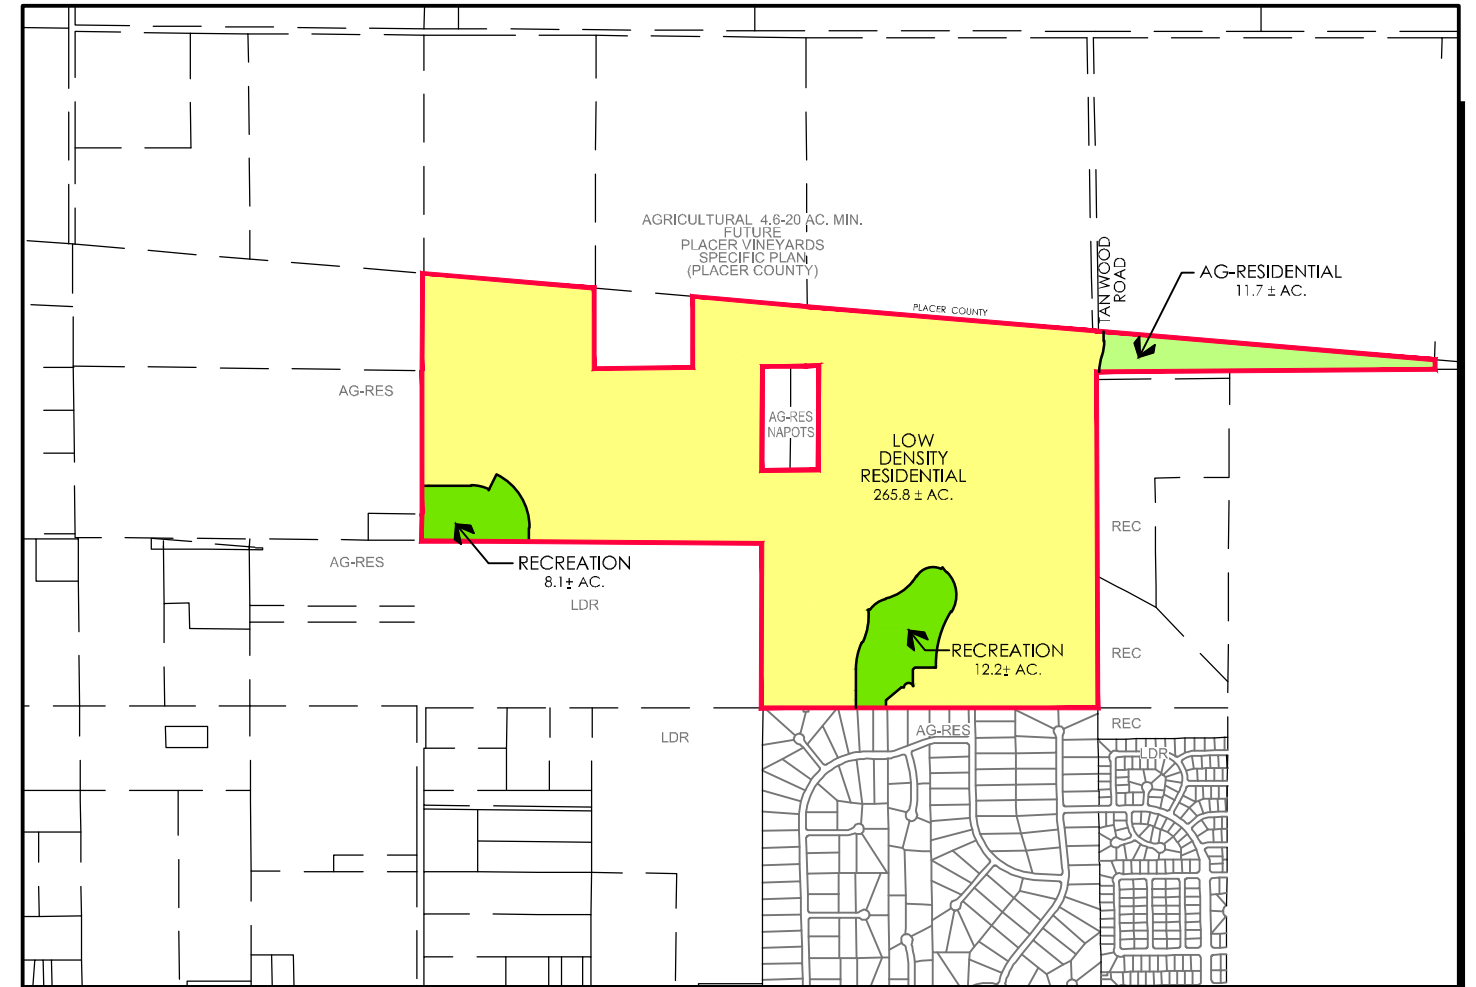 AGRICULTURAL 4.6-20 AC. MIN.
FUTURE
PLACER VINEYARDS
SPECIFIC PLAN
(PLACER COUNTY)
TAN WOOD
ROAD
AG-RESIDENTIAL
11.7 ± AC.
PLACER COUNTY
AG-RES
AG-RES
NAPOTS
LOW
DENSITY
RESIDENTIAL
265.8 ± AC.
REC
AG-RES
RECREATION
8.1± AC.
LDR
RECREATION
12.2± AC.
REC
LDR
AG-RES
REC
LDR